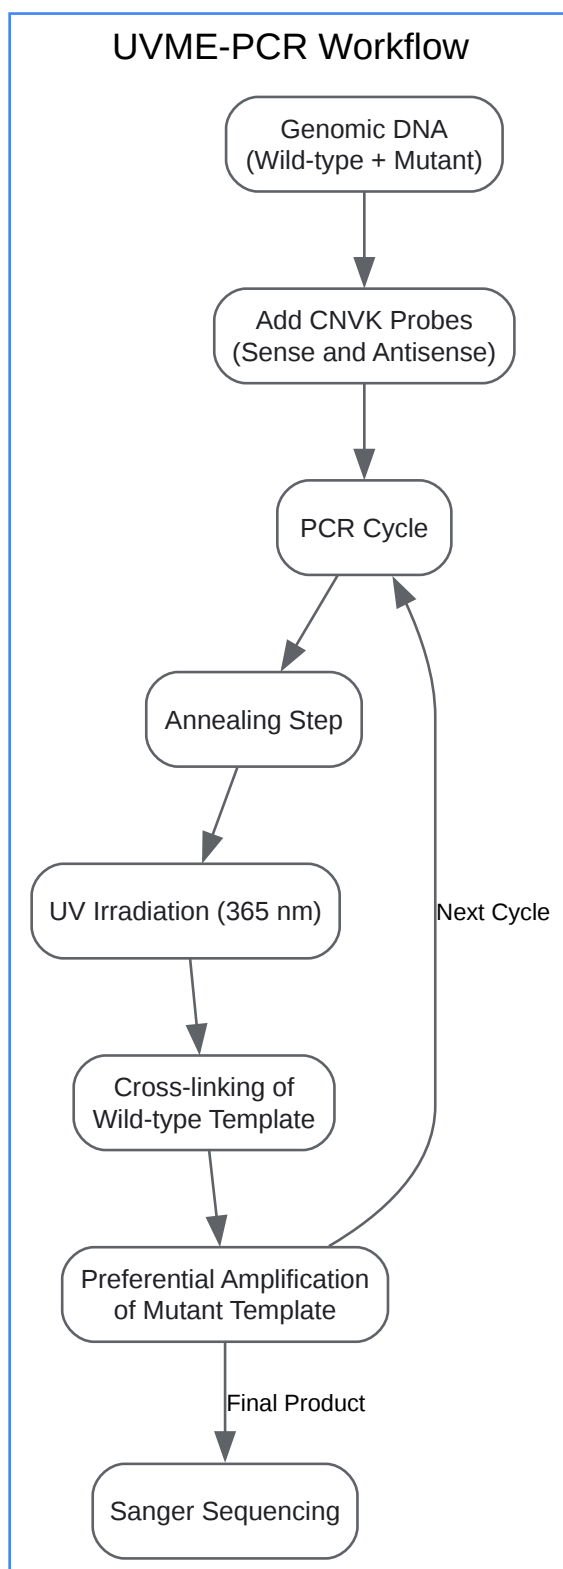 UVME-PCR Workflow
Genomic DNA
(Wild-type + Mutant)
Add CNVK Probes
(Sense and Antisense)
PCR Cycle
Annealing Step
UV Irradiation (365 nm)
Next Cycle
Cross-linking of
Wild-type Template
Preferential Amplification
of Mutant Template
Final Product
Sanger Sequencing